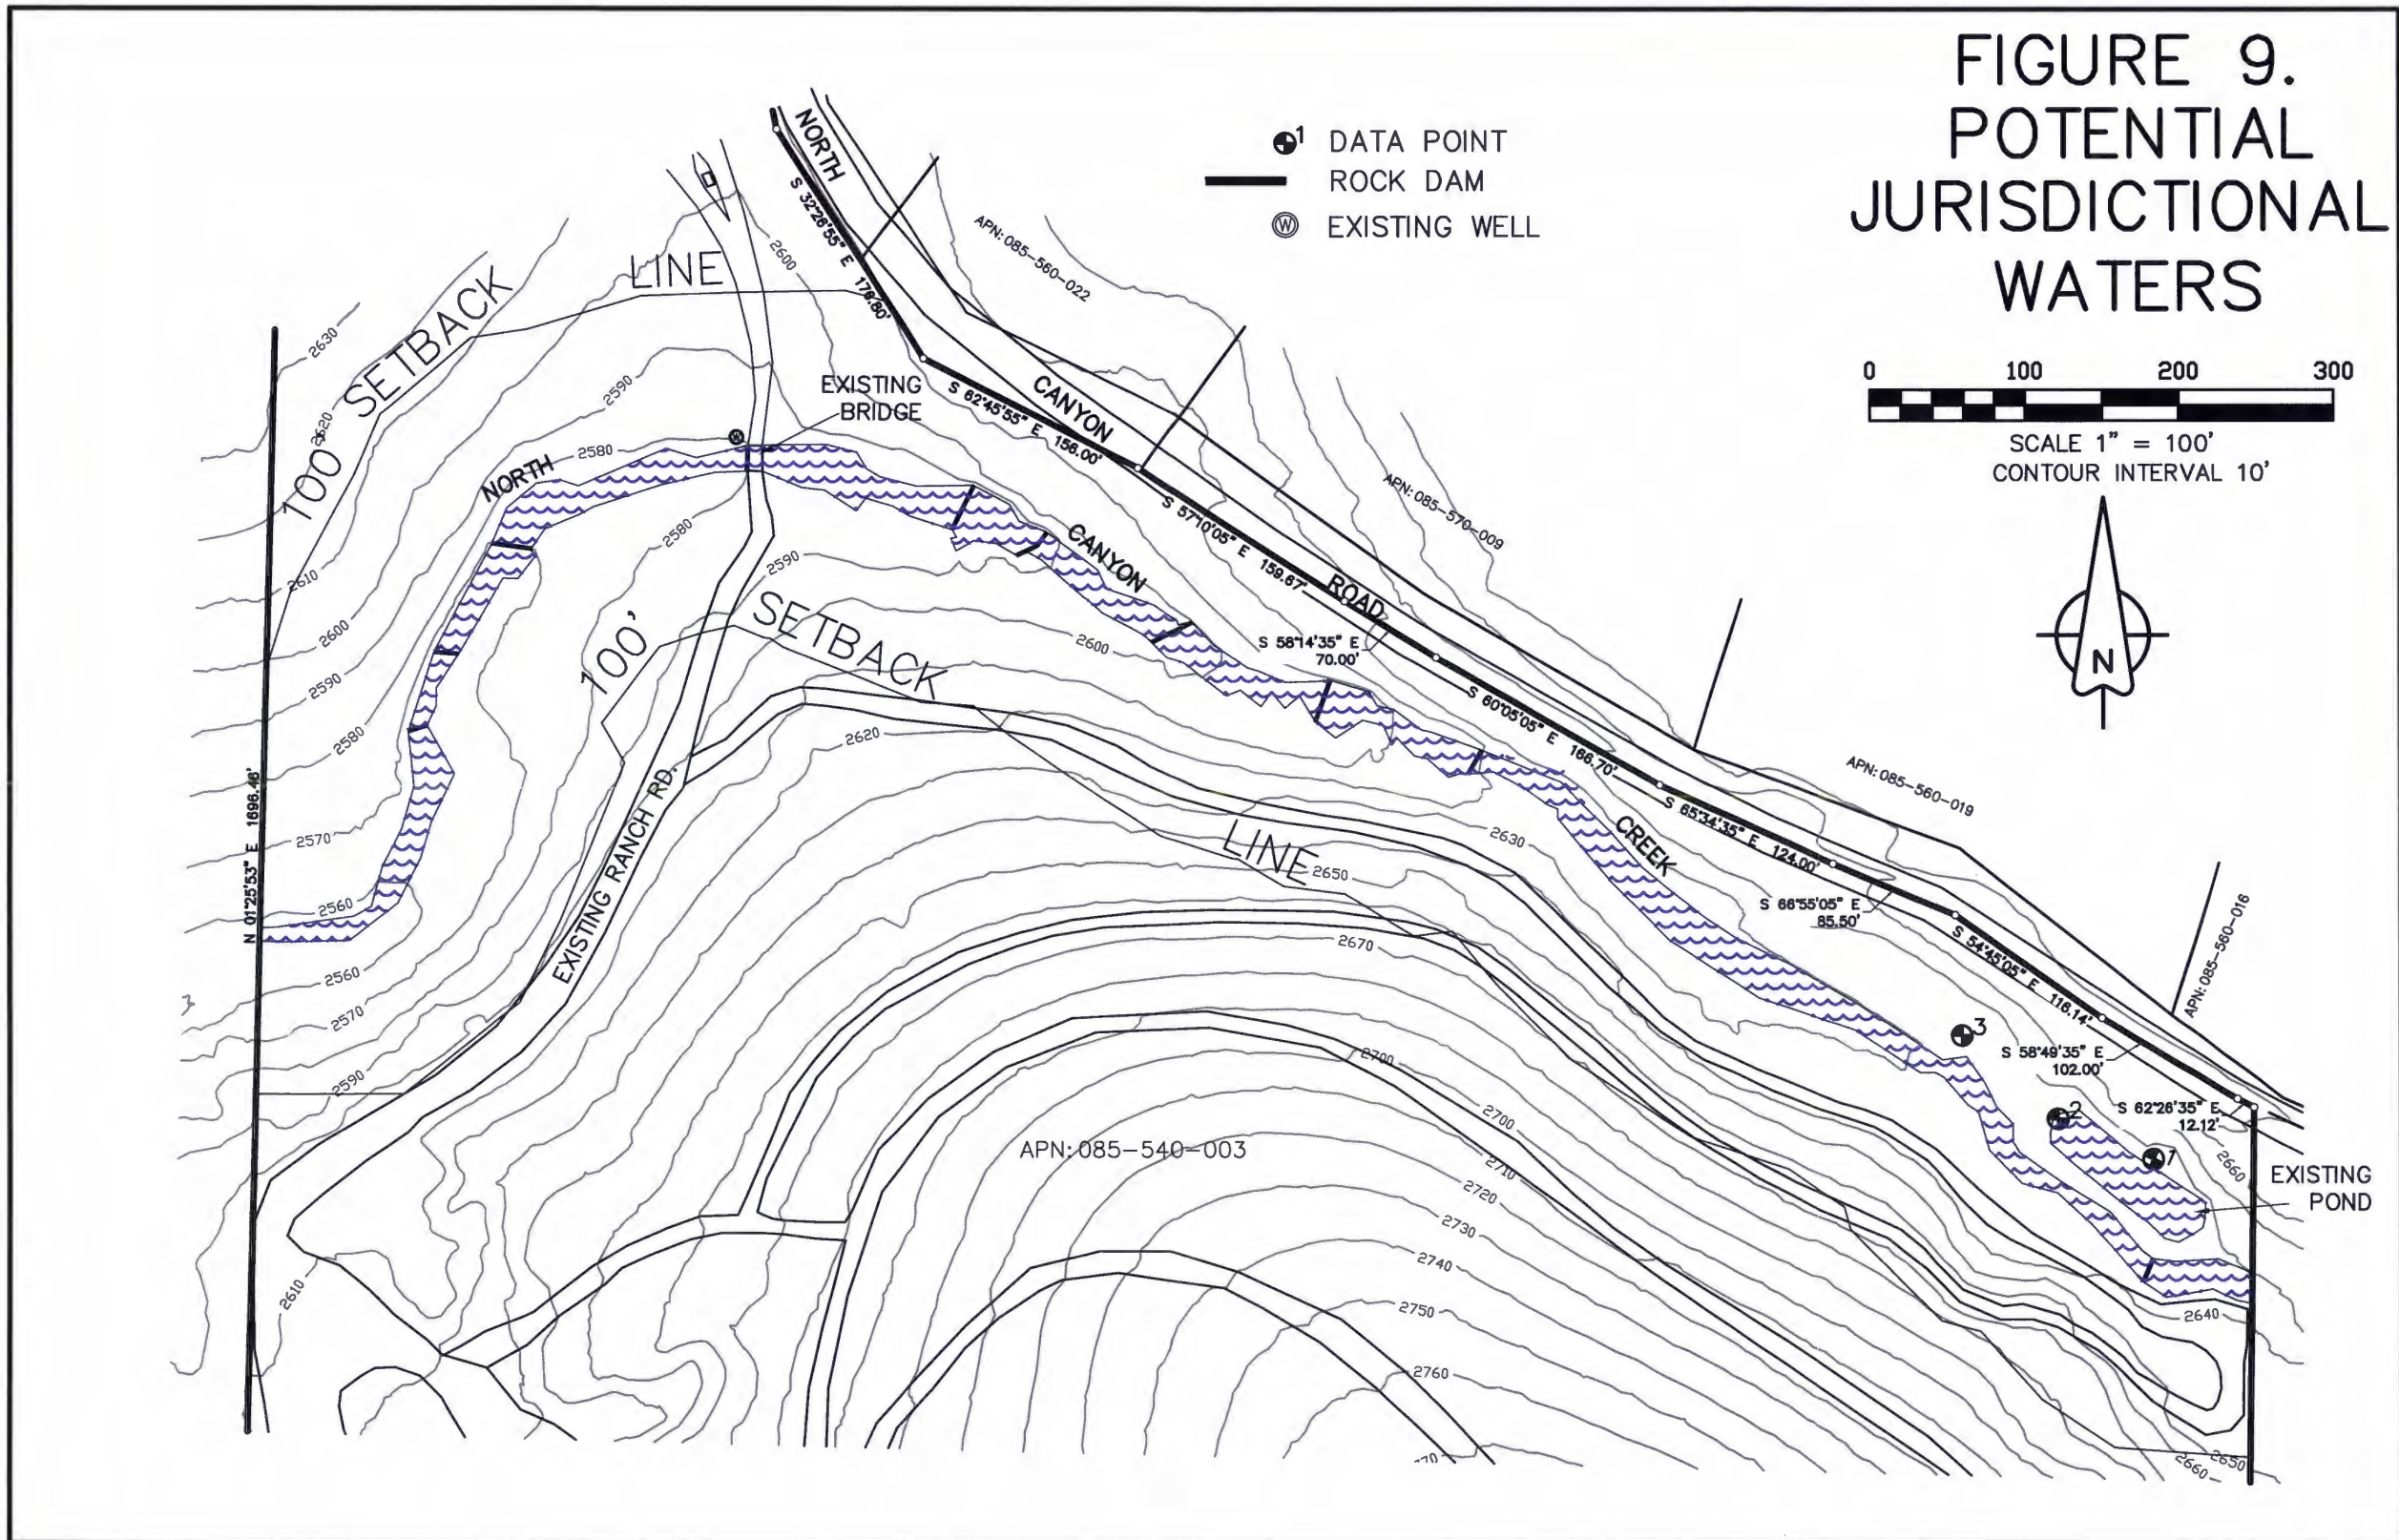 FIGURE 9.
POTENTIAL
JURISDICTIONAL
WATERS
1 DATA POINT
ROCK DAM
W EXISTING WELL
0 100 200 300
SCALE 1" = 100'
CONTOUR INTERVAL 10'
N
NORTH
CANYON
ROAD
S 32°26'55" E 176.80'
S 62°45'55" E 156.00'
S 57°10'05" E 159.67'
S 58°14'35" E
70.00'
S 60°05'05" E 166.70'
S 65°34'35" E 124.00'
S 66°55'05" E
85.50'
S 54°45'05" E 116.14'
S 58°49'35" E
102.00'
S 62°26'35" E
12.12'
APN: 085-560-022
APN: 085-570-009
APN: 085-560-019
APN: 085-560-016
100' SETBACK LINE
2630
2620
2610
2600
2590
2580
2570
2560
2560
2570
2590
2610
2600
2590
2580
EXISTING
BRIDGE
W
NORTH
CANYON
CREEK
2580
2590
2600
2620
2630
2650
2670
2700
2700
2710
2720
2730
2740
2750
2760
100' SETBACK LINE
EXISTING RANCH RD.
N 01°25'53" E 1696.46'
APN: 085-540-003
3
2
1
2660
EXISTING
POND
2640
2650
2660